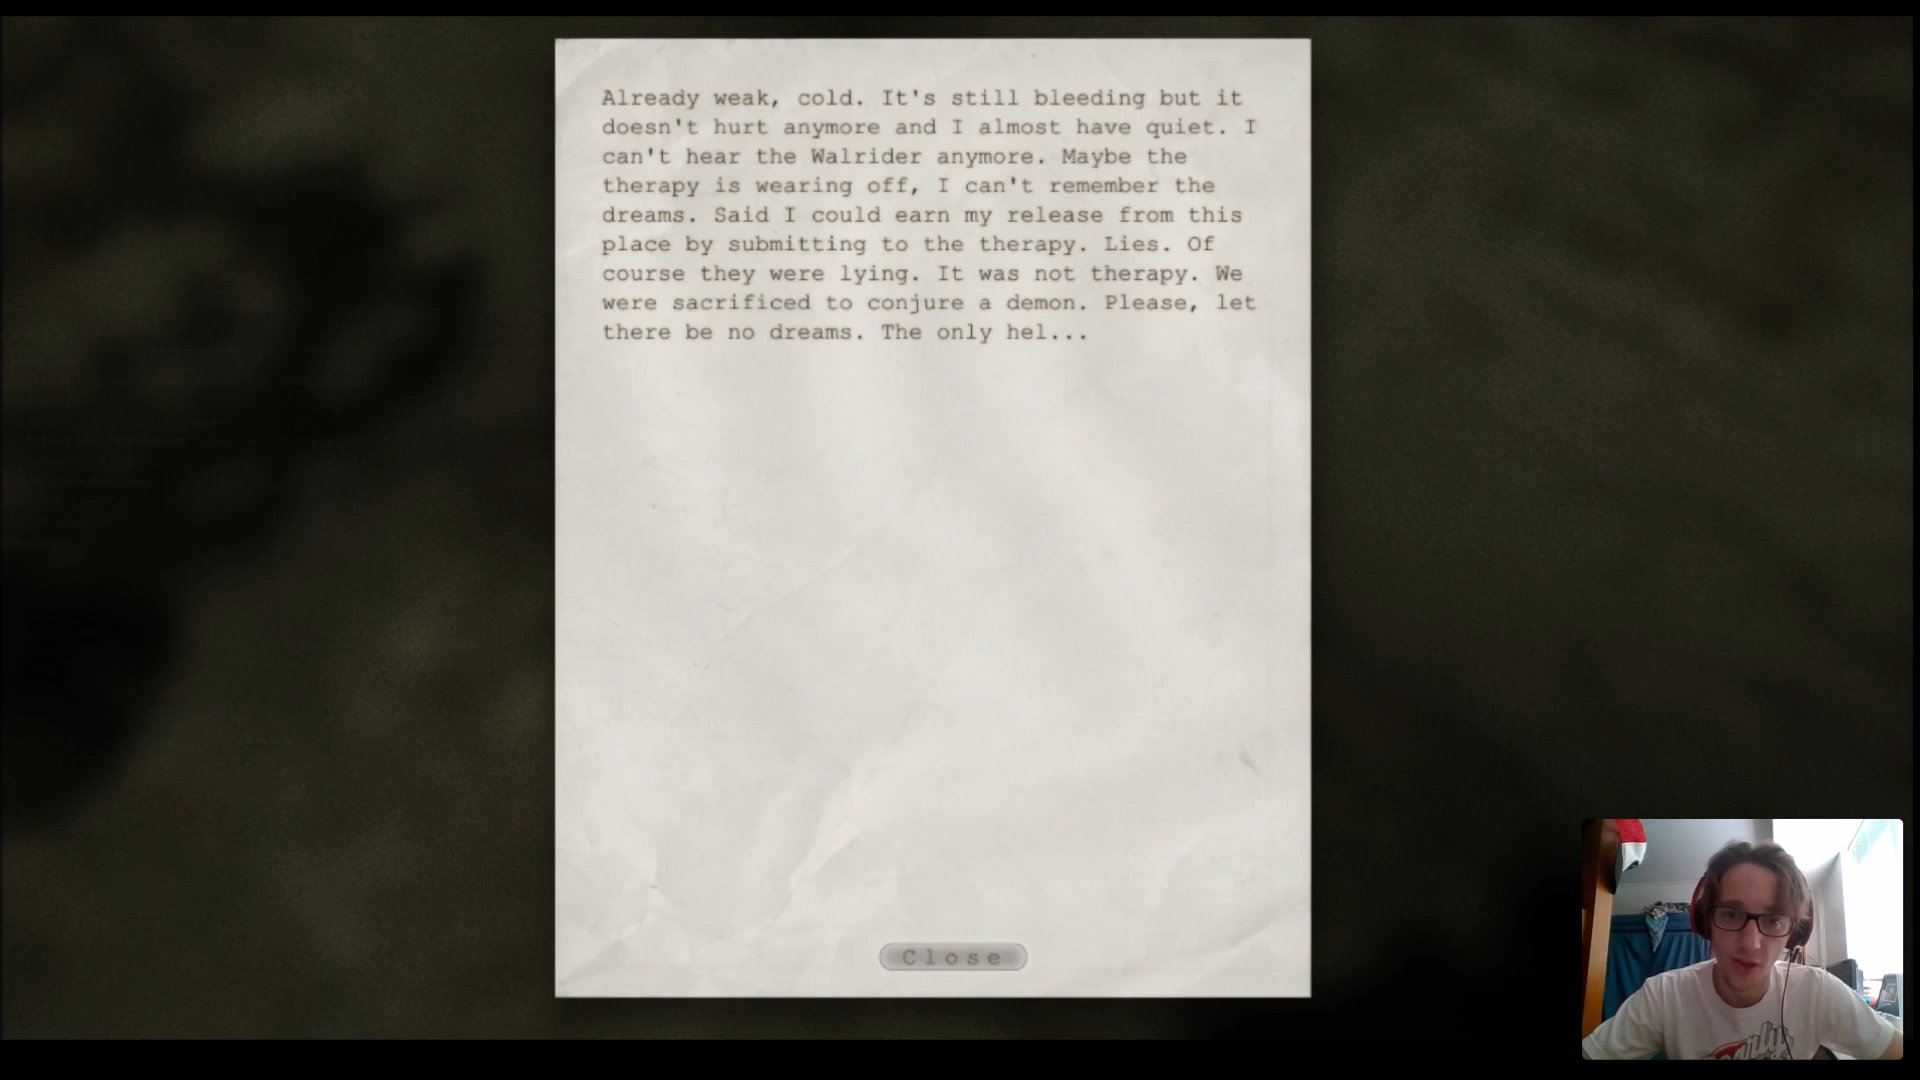 Already weak, cold. It's still bleeding but it
doesn't hurt anymore and I almost have quiet. I
can't hear the Walrider anymore. Maybe the
therapy is wearing off, I can't remember the
dreams. Said I could earn my release from this
place by submitting to the therapy. Lies. Of
course they were lying. It was not therapy. We
were sacrificed to conjure a demon. Please, let
there be no dreams. The only hel...
Close